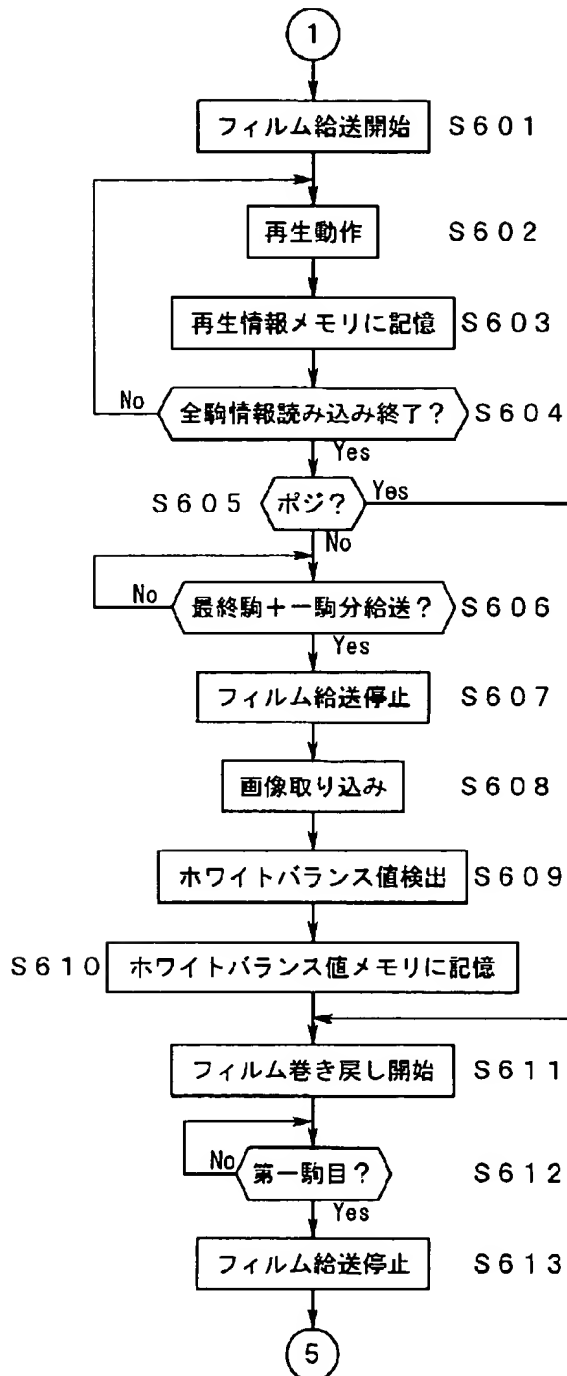 1
フィルム給送開始 S601
再生動作 S602
再生情報メモリに記憶 S603
No 全駒情報読み込み終了? S604
Yes
S605 ポジ? Yes
No
No 最終駒+一駒分給送? S606
Yes
フィルム給送停止 S607
画像取り込み S608
ホワイトバランス値検出 S609
S610 ホワイトバランス値メモリに記憶
フィルム巻き戻し開始 S611
No 第一駒目? S612
Yes
フィルム給送停止 S613
5